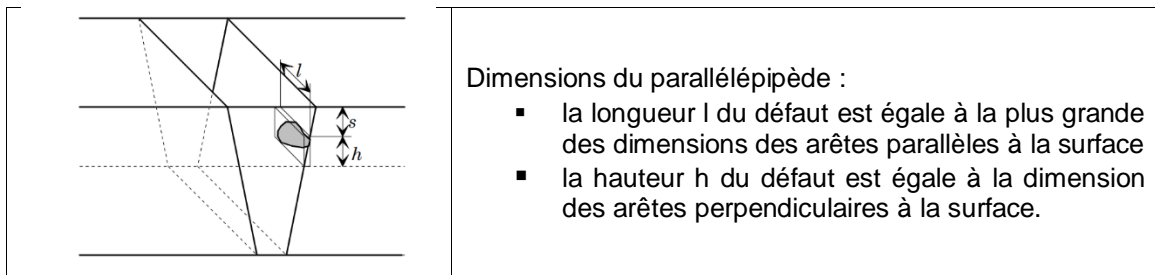 l
s
h
Dimensions du parallélépipède :
▪ la longueur l du défaut est égale à la plus grande
des dimensions des arêtes parallèles à la surface
▪ la hauteur h du défaut est égale à la dimension
des arêtes perpendiculaires à la surface.